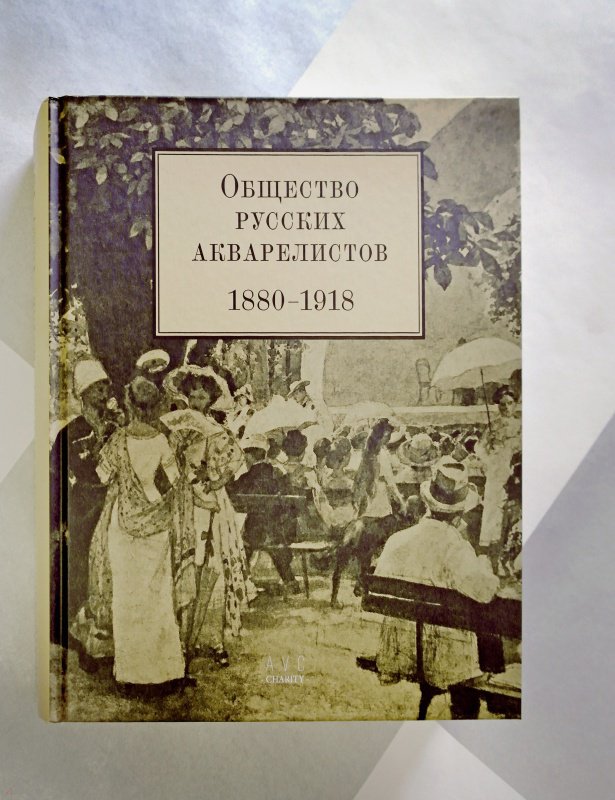 Общество
русских
акварелистов
1880–1918
AVC
CHARITY